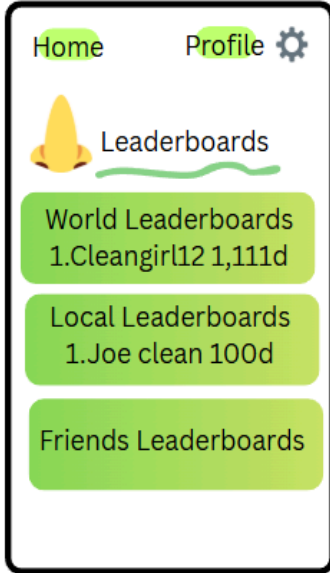 Home
Profile
Leaderboards
World Leaderboards
1.Cleangirl12 1,111d
Local Leaderboards
1.Joe clean 100d
Friends Leaderboards